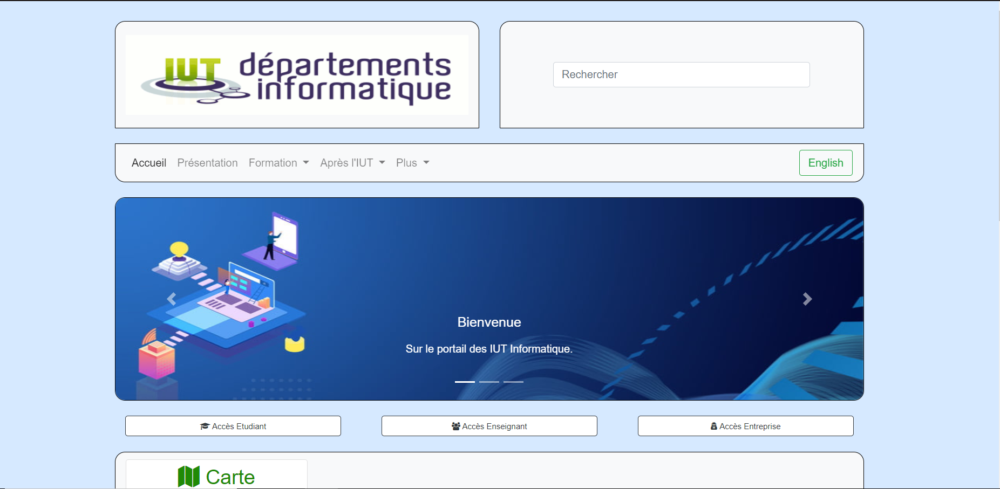 IUT départements
informatique
Rechercher
Accueil Présentation Formation Après l'IUT Plus English
Bienvenue
Sur le portail des IUT Informatique.
Accès Etudiant Accès Enseignant Accès Entreprise
Carte